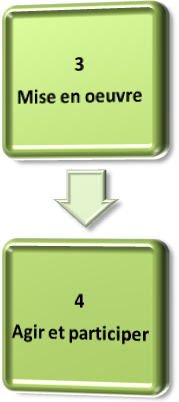 3
Mise en oeuvre
4
Agir et participer